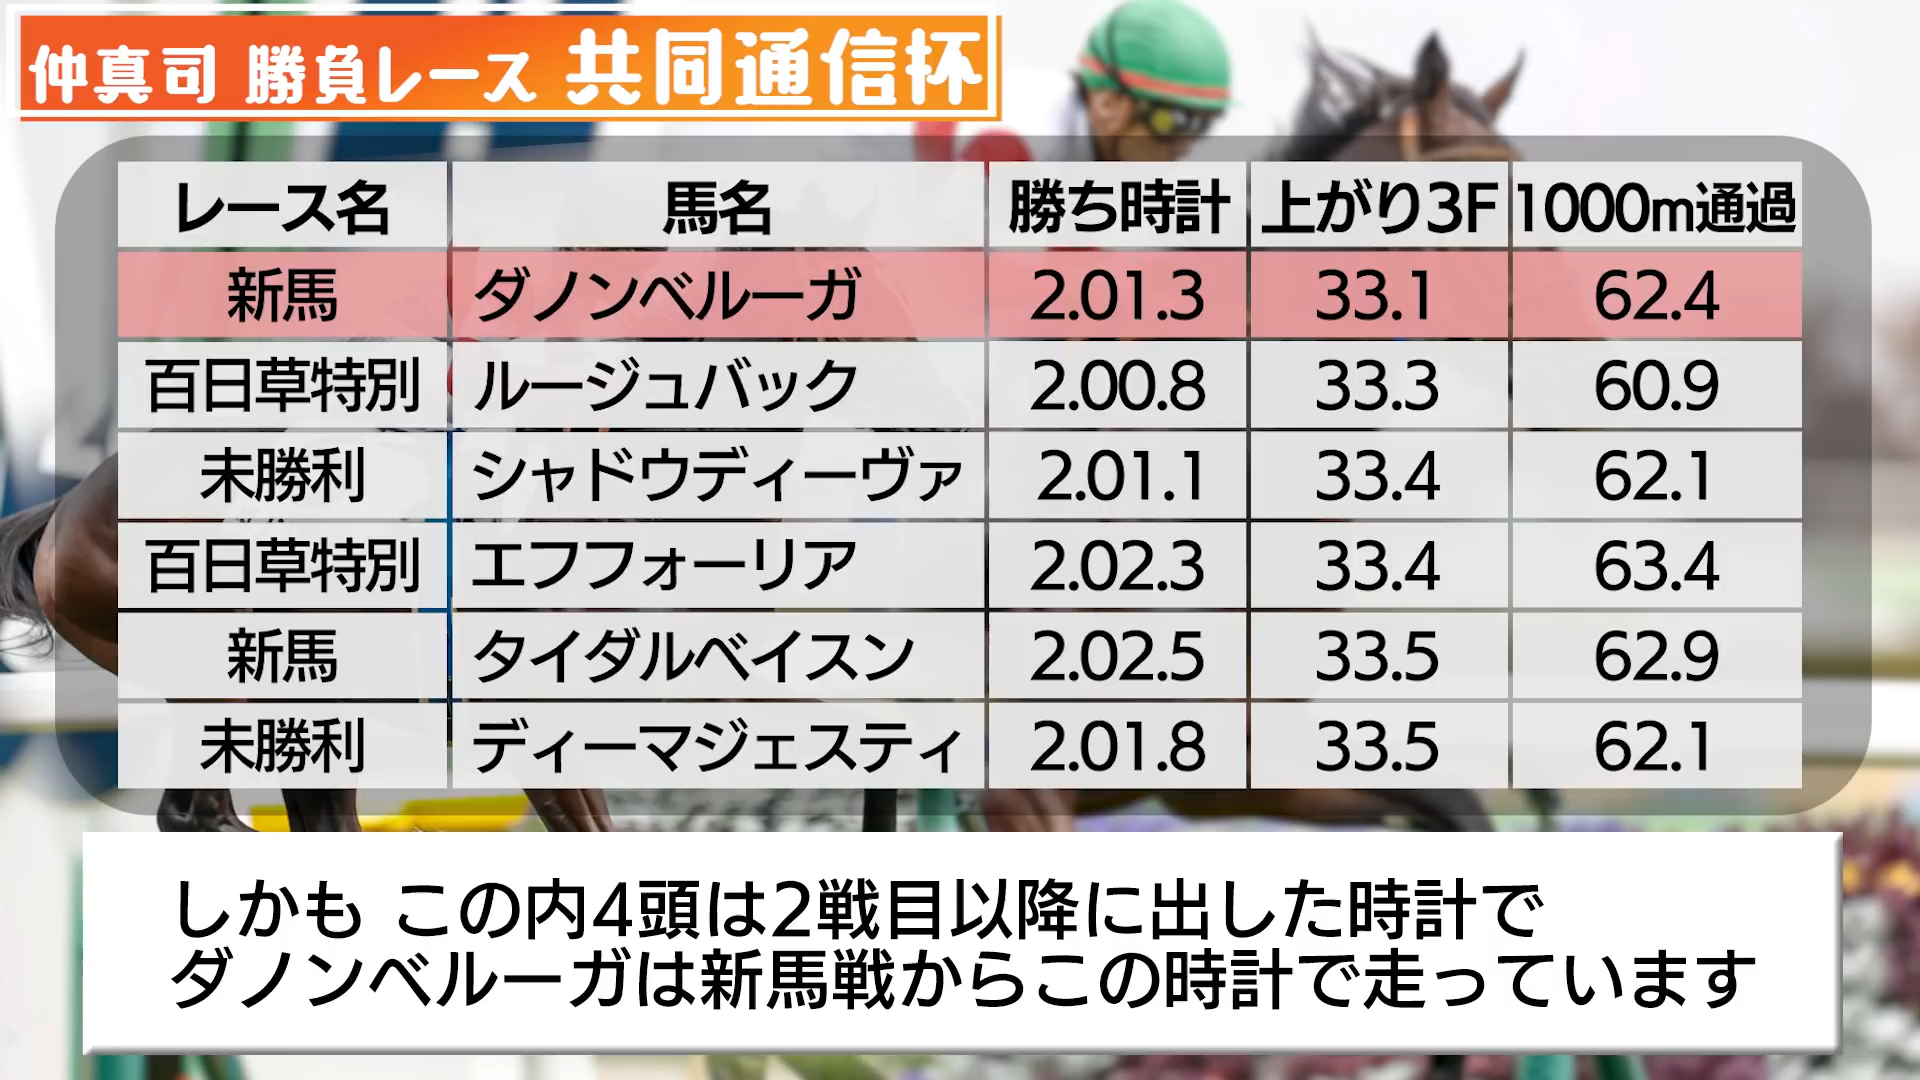 仲真司 勝負レース 共同通信杯
レース名 馬名 勝ち時計 上がり3F 1000m通過
新馬 ダノンベルーガ 2.01.3 33.1 62.4
百日草特別 ルージュバック 2.00.8 33.3 60.9
未勝利 シャドウディーヴァ 2.01.1 33.4 62.1
百日草特別 エフフォーリア 2.02.3 33.4 63.4
新馬 タイダルベイスン 2.02.5 33.5 62.9
未勝利 ディーマジェスティ 2.01.8 33.5 62.1
しかも この内4頭は2戦目以降に出した時計で
ダノンベルーガは新馬戦からこの時計で走っています